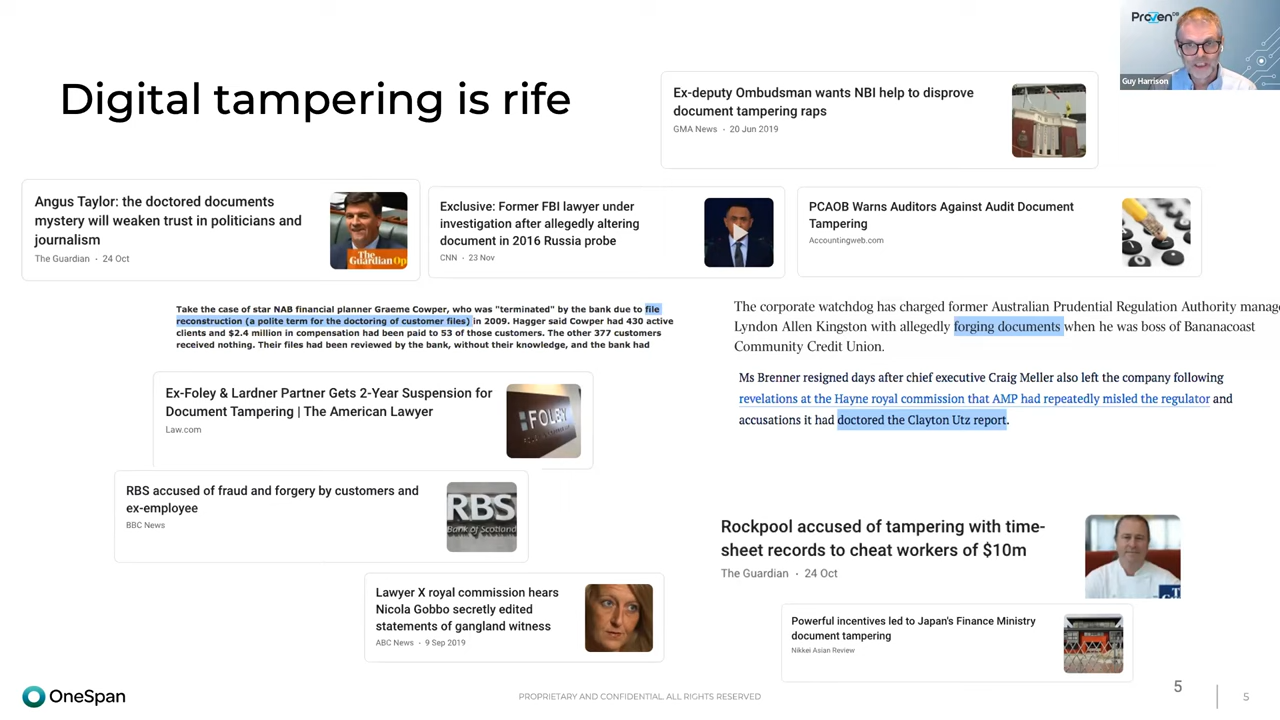 Digital tampering is rife
ProvenDB
Guy Harrison
Ex-deputy Ombudsman wants NBI help to disprove
document tampering raps
GMA News · 20 Jun 2019
Angus Taylor: the doctored documents
mystery will weaken trust in politicians and
journalism
The Guardian · 24 Oct
The
Guardian Op
Exclusive: Former FBI lawyer under
investigation after allegedly altering
document in 2016 Russia probe
CNN · 23 Nov
PCAOB Warns Auditors Against Audit Document
Tampering
Accountingweb.com
Take the case of star NAB financial planner Graeme Cowper, who was "terminated" by the bank due to file
reconstruction (a polite term for the doctoring of customer files) in 2009. Hagger said Cowper had 430 active
clients and $2.4 million in compensation had been paid to 53 of those customers. The other 377 customers
received nothing. Their files had been reviewed by the bank, without their knowledge, and the bank had
The corporate watchdog has charged former Australian Prudential Regulation Authority manage
Lyndon Allen Kingston with allegedly forging documents when he was boss of Bananacoast
Community Credit Union.
Ms Brenner resigned days after chief executive Craig Meller also left the company following
revelations at the Hayne royal commission that AMP had repeatedly misled the regulator and
accusations it had doctored the Clayton Utz report.
Ex-Foley & Lardner Partner Gets 2-Year Suspension for
Document Tampering | The American Lawyer
Law.com
FOLEY
RBS accused of fraud and forgery by customers and
ex-employee
BBC News
RBS
Bank of Scotland
Rockpool accused of tampering with time-
sheet records to cheat workers of $10m
The Guardian · 24 Oct
Lawyer X royal commission hears
Nicola Gobbo secretly edited
statements of gangland witness
ABC News · 9 Sep 2019
Powerful incentives led to Japan's Finance Ministry
document tampering
Nikkei Asian Review
OneSpan
PROPRIETARY AND CONFIDENTIAL. ALL RIGHTS RESERVED
5
5